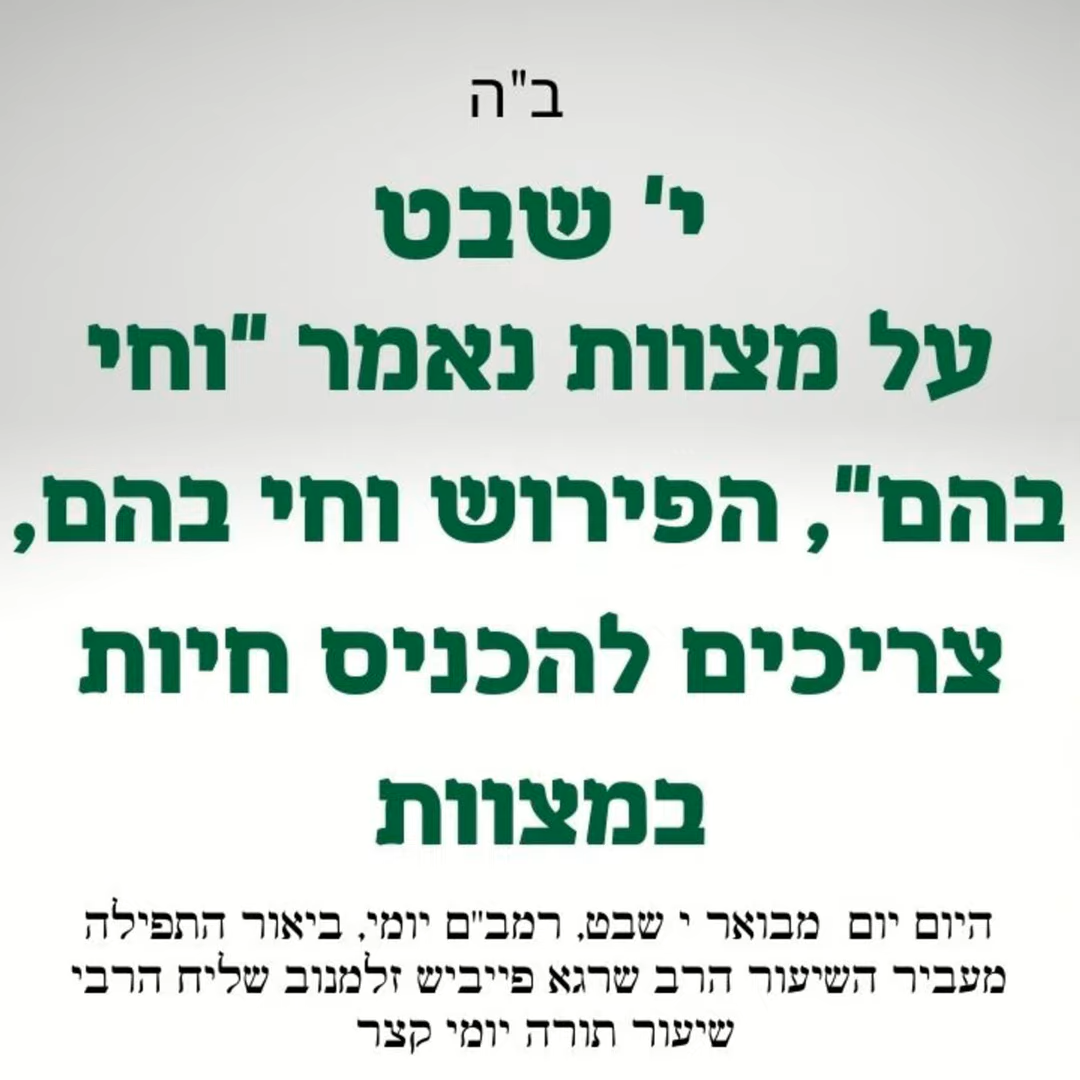 ב"ה
י' שבט
על מצוות נאמר "וחי
בהם", הפירוש וחי בהם,
צריכים להכניס חיות
במצוות
היום יום מבואר י שבט, רמב"ם יומי, ביאור התפילה
מעביר השיעור הרב שרגא פייביש זלמנוב שליח הרבי
שיעור תורה יומי קצר